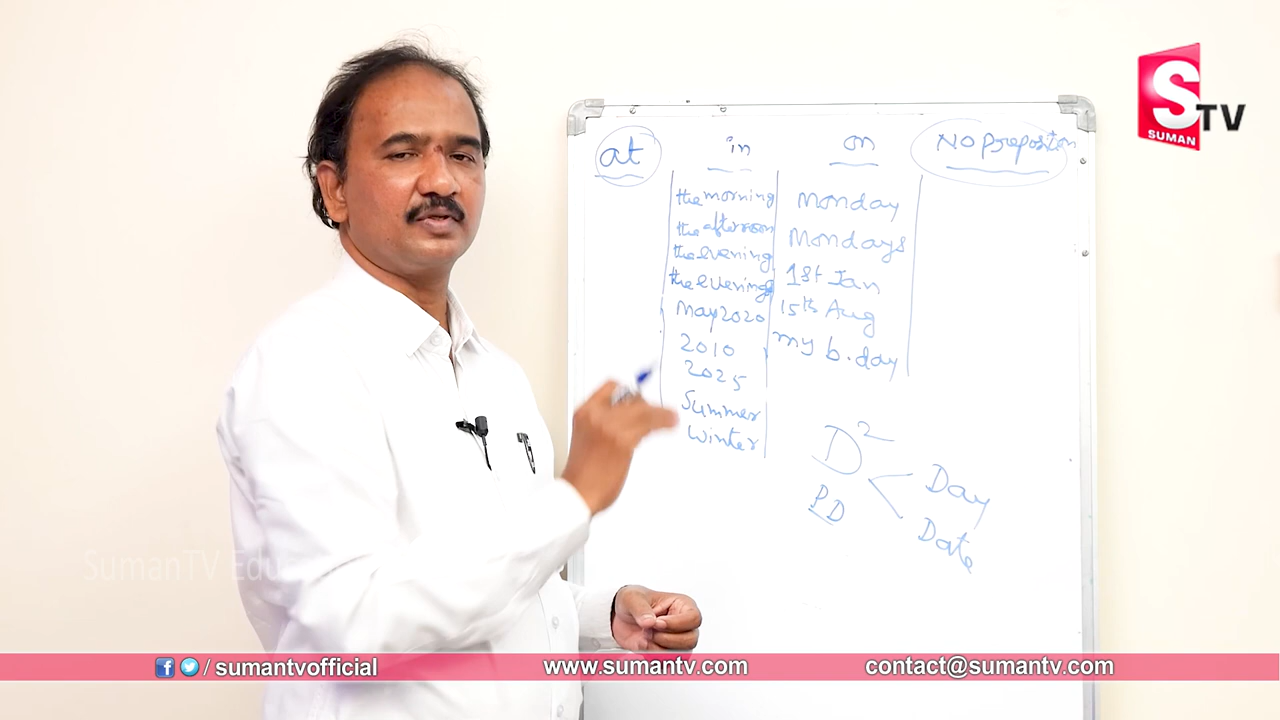 S
SUMAN
TV
at
in
on
No Preposition
the morning
the afternoon
the evening
the evenings
May 2020
2010
2025
Summer
Winter
Monday
Mondays
1st Jan
15th Aug
my b.day
D²
PD
Day
Date
SumanTV Edu
/ sumantvofficial
www.sumantv.com
contact@sumantv.com